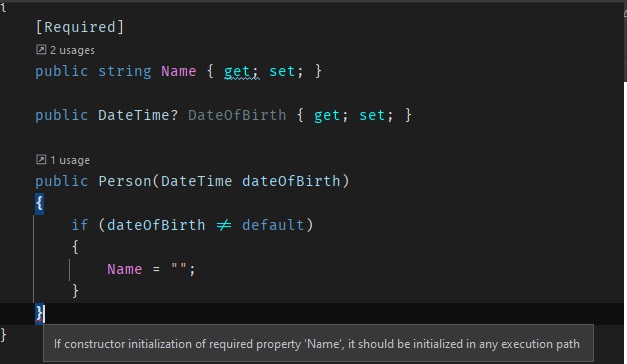 {
[Required]
2 usages
public string Name { get; set; }
public DateTime? DateOfBirth { get; set; }
1 usage
public Person(DateTime dateOfBirth)
{
if (dateOfBirth ≠ default)
{
Name = "";
}
}
}
If constructor initialization of required property 'Name', it should be initialized in any execution path